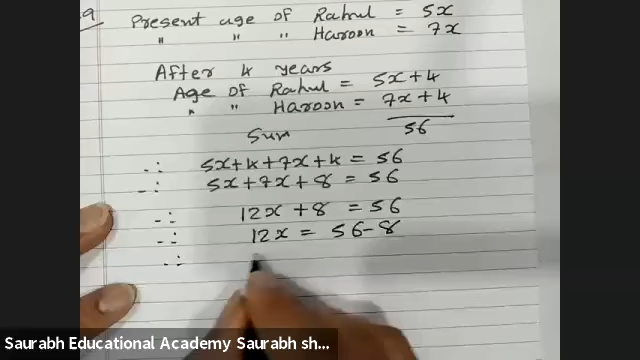 9
Present age of Rahul = 5x
" " " Haroon = 7x
After 4 years
Age of Rahul = 5x+4
" " Haroon = 7x+4
Sum 56
∴ 5x+4+7x+4 = 56
∴ 5x+7x+8 = 56
∴ 12x+8 = 56
∴ 12x = 56-8
∴
Saurabh Educational Academy Saurabh sh...